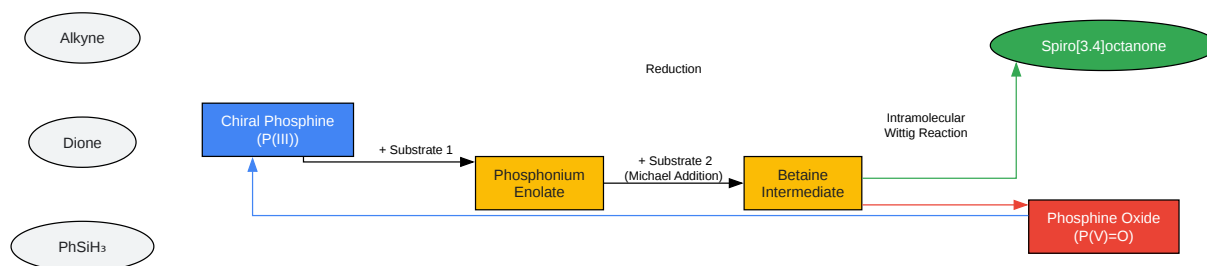 Alkyne
Spiro[3.4]octanone
Reduction
Chiral Phosphine
(P(III))
Intramolecular
Wittig Reaction
Dione
+ Substrate 1
+ Substrate 2
(Michael Addition)
Phosphonium
Enolate
Betaine
Intermediate
Phosphine Oxide
(P(V)=O)
PhSiH₃